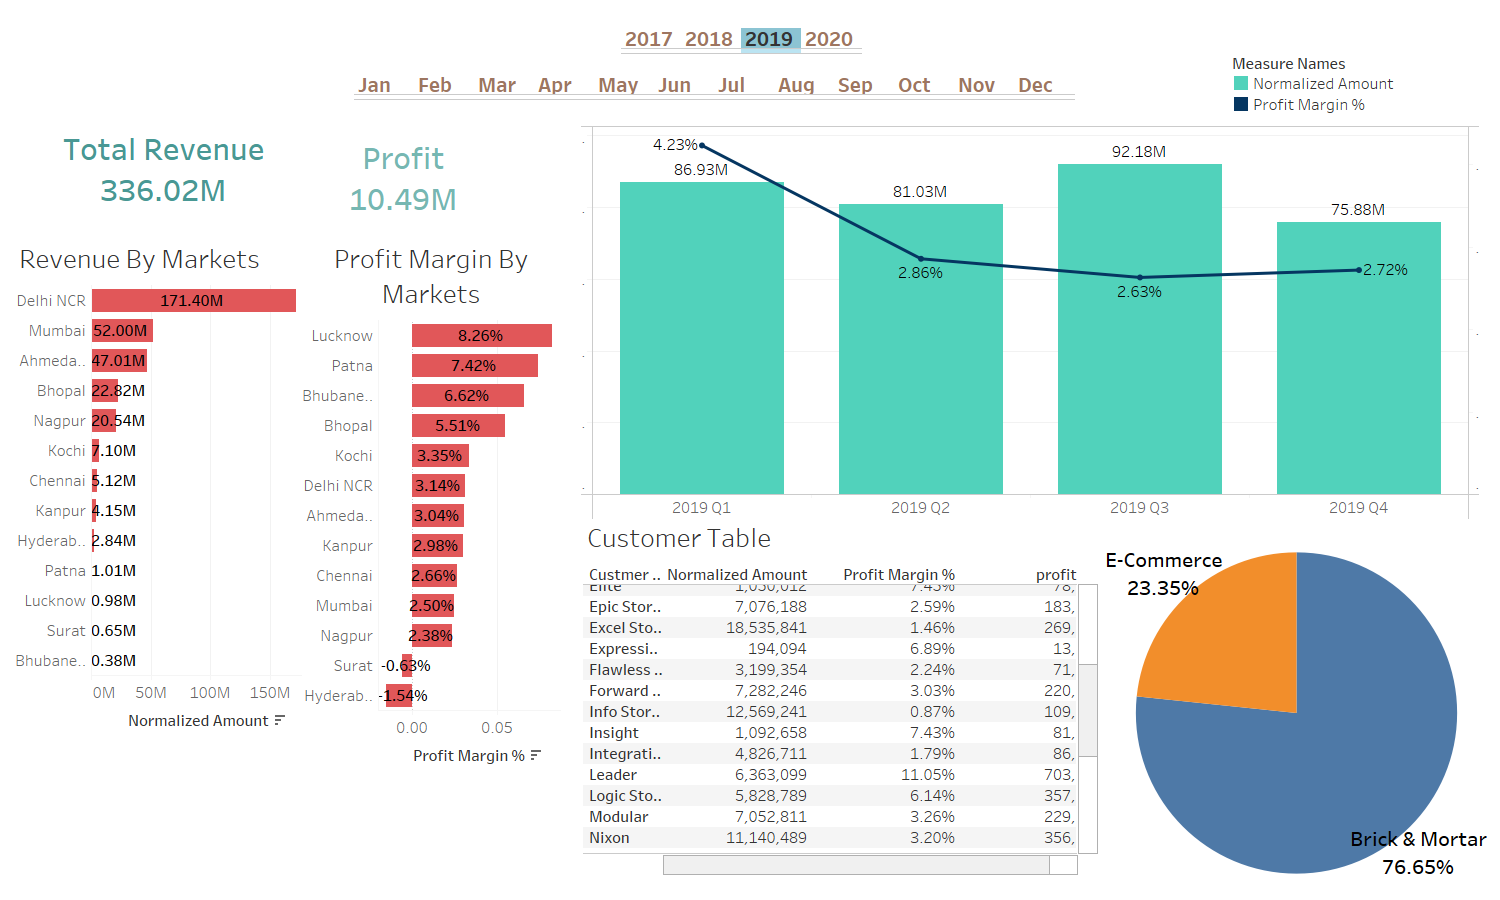 2017 2018 2019 2020
Jan Feb Mar Apr May Jun Jul Aug Sep Oct Nov Dec
Measure Names
Normalized Amount
Profit Margin %
Total Revenue
336.02M
Profit
10.49M
Revenue By Markets
Delhi NCR 171.40M
Mumbai 52.00M
Ahmeda.. 47.01M
Bhopal 22.82M
Nagpur 20.54M
Kochi 7.10M
Chennai 5.12M
Kanpur 4.15M
Hyderab.. 2.84M
Patna 1.01M
Lucknow 0.98M
Surat 0.65M
Bhubane.. 0.38M
0M 50M 100M 150M
Normalized Amount
Profit Margin By
Markets
Lucknow 8.26%
Patna 7.42%
Bhubane.. 6.62%
Bhopal 5.51%
Kochi 3.35%
Delhi NCR 3.14%
Ahmeda.. 3.04%
Kanpur 2.98%
Chennai 2.66%
Mumbai 2.50%
Nagpur 2.38%
Surat -0.63%
Hyderab.. -1.54%
0.00 0.05
Profit Margin %
4.23%
86.93M
81.03M
92.18M
75.88M
2.86%
2.63%
2.72%
2019 Q1 2019 Q2 2019 Q3 2019 Q4
Customer Table
Custmer .. Normalized Amount Profit Margin % profit
Elite 1,050,012 7.45% 78,
Epic Stor.. 7,076,188 2.59% 183,
Excel Sto.. 18,535,841 1.46% 269,
Expressi.. 194,094 6.89% 13,
Flawless .. 3,199,354 2.24% 71,
Forward .. 7,282,246 3.03% 220,
Info Stor.. 12,569,241 0.87% 109,
Insight 1,092,658 7.43% 81,
Integrati.. 4,826,711 1.79% 86,
Leader 6,363,099 11.05% 703,
Logic Sto.. 5,828,789 6.14% 357,
Modular 7,052,811 3.26% 229,
Nixon 11,140,489 3.20% 356,
E-Commerce
23.35%
Brick & Mortar
76.65%